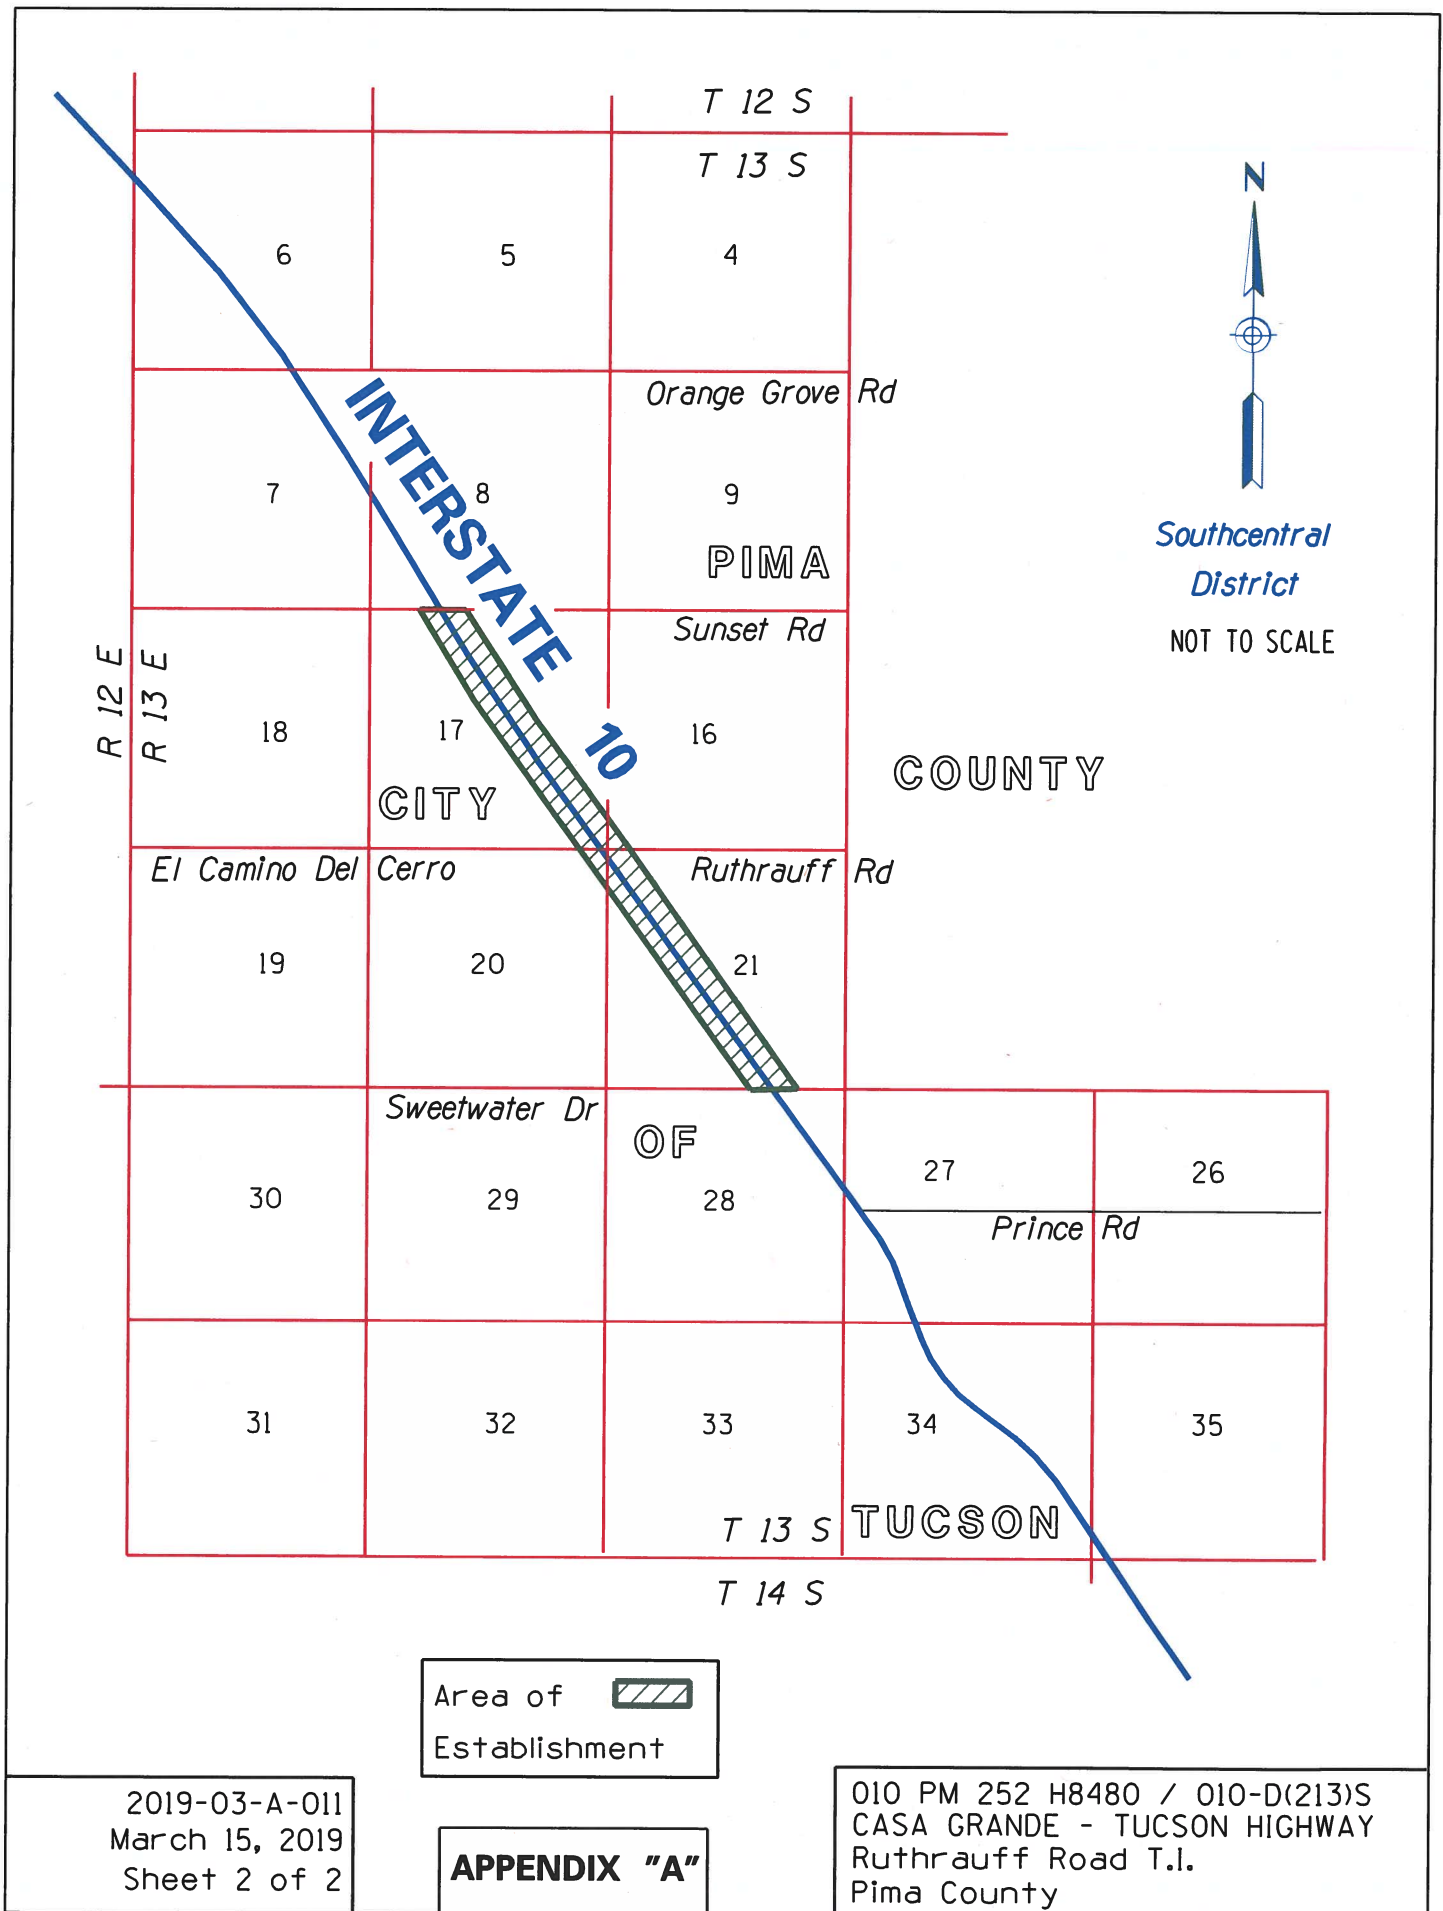 T 12 S
T 13 S
N
6
5
4
Orange Grove Rd
INTERSTATE 10
7
8
9
PIMA
Southcentral
District
NOT TO SCALE
Sunset Rd
R 12 E
R 13 E
18
17
16
CITY
COUNTY
El Camino Del Cerro
Ruthrauff Rd
19
20
21
Sweetwater Dr
OF
30
29
28
27
26
Prince Rd
31
32
33
34
35
T 13 S
TUCSON
T 14 S
Area of
Establishment
2019-03-A-011
March 15, 2019
Sheet 2 of 2
APPENDIX "A"
010 PM 252 H8480 / 010-D(213)S
CASA GRANDE - TUCSON HIGHWAY
Ruthrauff Road T.I.
Pima County